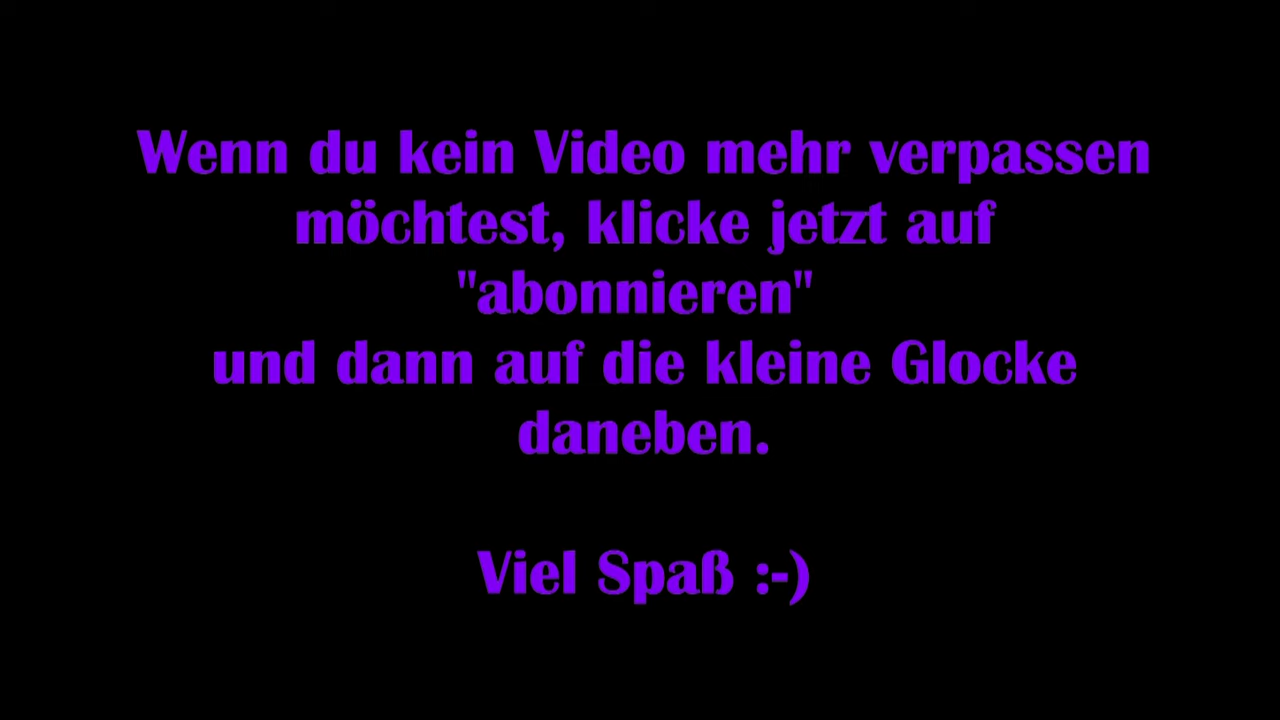 Wenn du kein Video mehr verpassen
möchtest, klicke jetzt auf
"abonnieren"
und dann auf die kleine Glocke
daneben.
Viel Spaß :-)